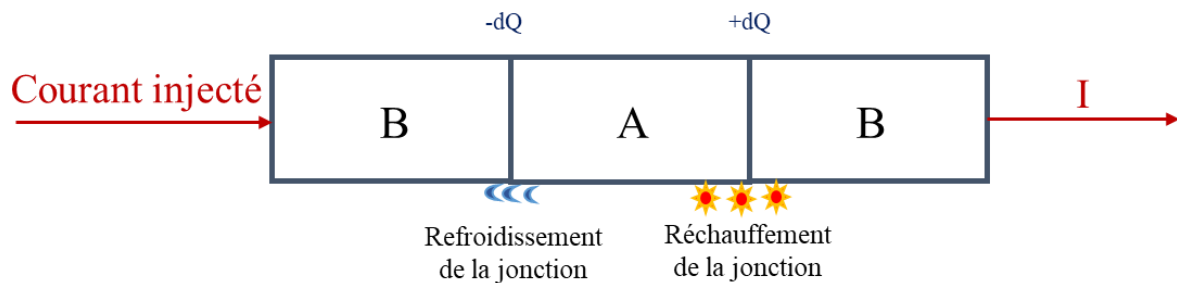 -dQ
+dQ
Courant injecté
B
A
B
I
Refroidissement
de la jonction
Réchauffement
de la jonction